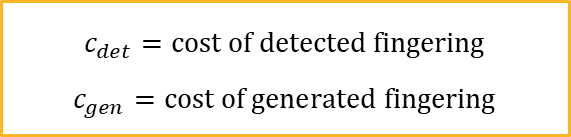 c_det = cost of detected fingering
c_gen = cost of generated fingering